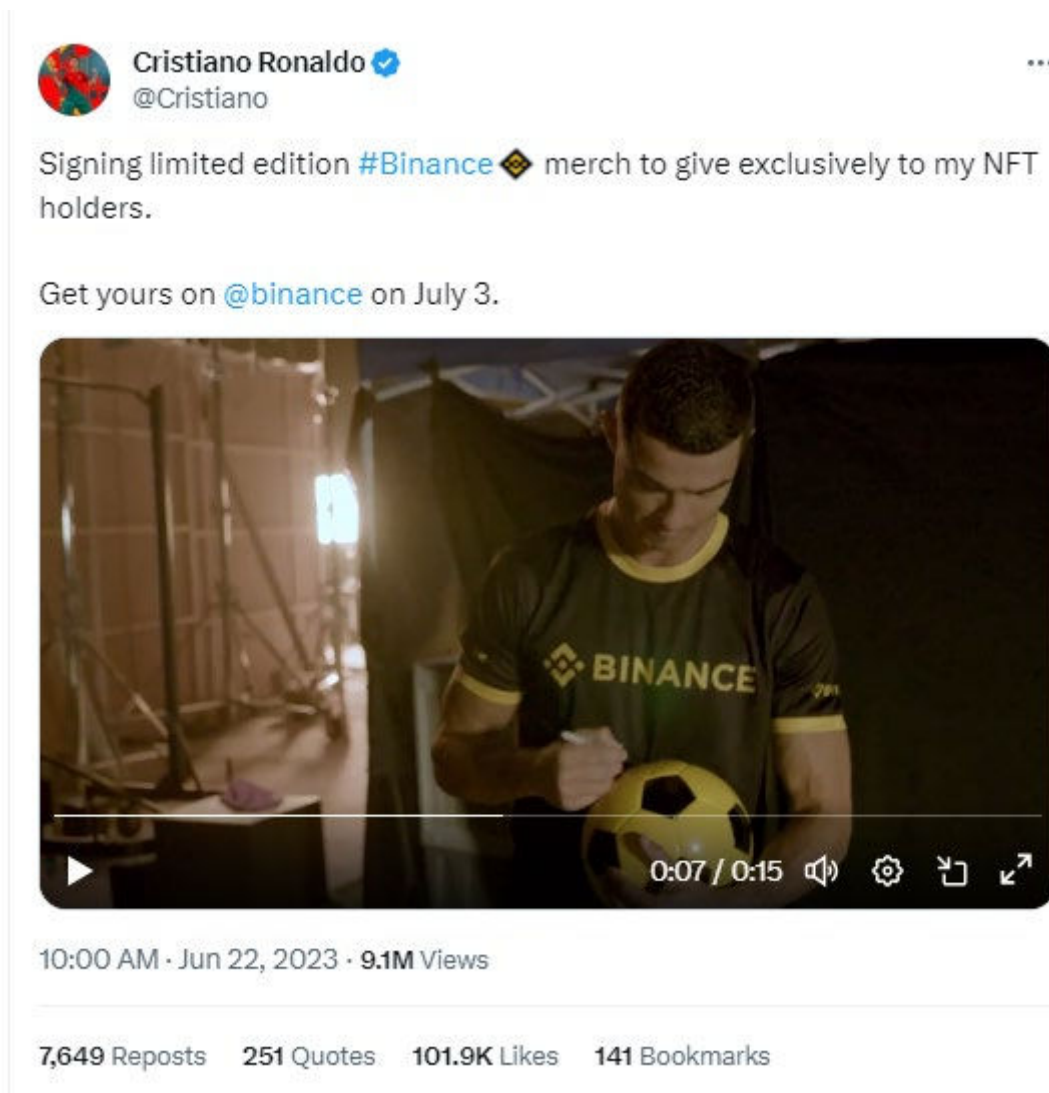 Cristiano Ronaldo
@Cristiano
Signing limited edition #Binance merch to give exclusively to my NFT
holders.
Get yours on @binance on July 3.
BINANCE
0:07 / 0:15
10:00 AM · Jun 22, 2023 · 9.1M Views
7,649 Reposts 251 Quotes 101.9K Likes 141 Bookmarks